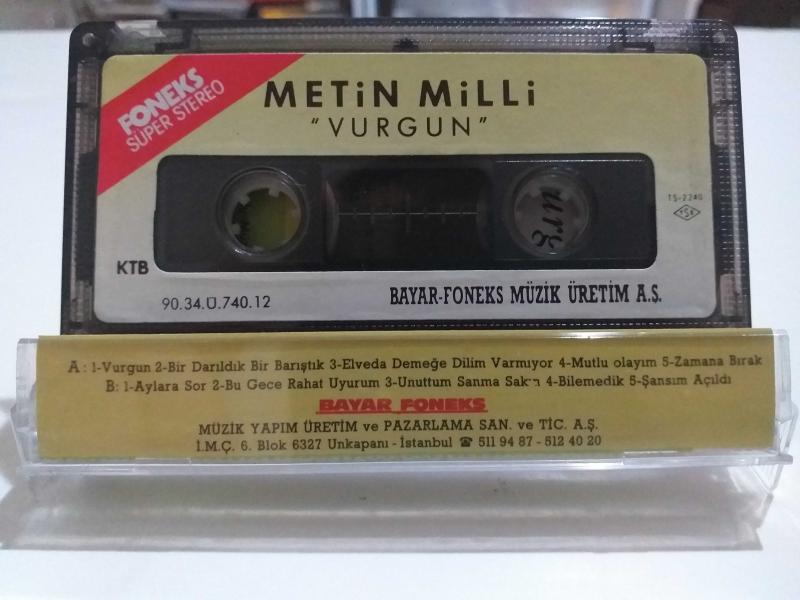 FONEKS
SÜPER STEREO
METiN MiLLi
"VURGUN"
TS-2240
TSE
KTB
90.34.Ü.740.12
BAYAR-FONEKS MÜZİK ÜRETİM A.Ş.
A: 1-Vurgun 2-Bir Darıldık Bir Barıştık 3-Elveda Demeğe Dilim Varmıyor 4-Mutlu olayım 5-Zamana Bırak
B: 1-Aylara Sor 2-Bu Gece Rahat Uyurum 3-Unuttum Sanma 4-Bilemedik 5-Şansım Açıldı
BAYAR FONEKS
MÜZİK YAPIM ÜRETİM ve PAZARLAMA SAN. ve TİC. A.Ş.
İ.M.Ç. 6. Blok 6327 Unkapanı - İstanbul ☎ 511 94 87 - 512 40 20